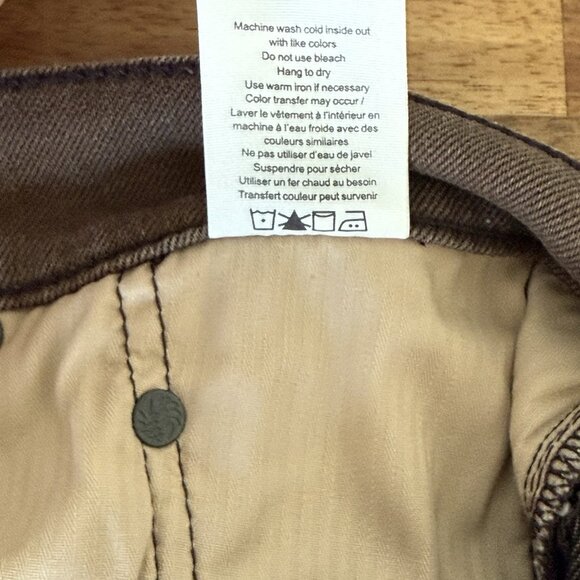 Machine wash cold inside out
with like colors
Do not use bleach
Hang to dry
Use warm iron if necessary
Color transfer may occur /
Laver le vêtement à l'intérieur en
machine à l'eau froide avec des
couleurs similaires
Ne pas utiliser d'eau de javel
Suspendre pour sécher
Utiliser un fer chaud au besoin
Transfert couleur peut survenir